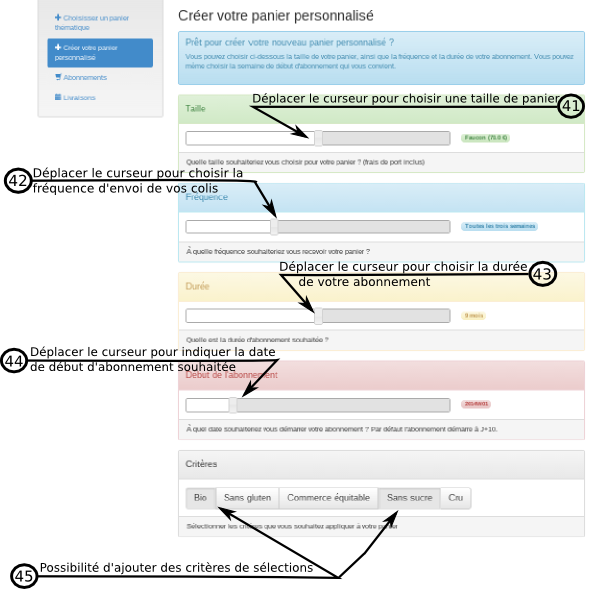 Choisissez un panier
thématique
Créer votre panier
personnalisé
Abonnements
Livraisons
Créer votre panier personnalisé
Prêt pour créer votre nouveau panier personnalisé ?
Vous pouvez choisir ci-dessous la taille de votre panier, ainsi que la fréquence et la durée de votre abonnement. Vous pouvez
même choisir la semaine de début d'abonnement qui vous convient.
Déplacer le curseur pour choisir une taille de panier
41
Taille
Faucon (75.0 €)
Quelle taille souhaiteriez vous choisir pour votre panier ? (frais de port inclus)
42
Déplacer le curseur pour choisir la
fréquence d'envoi de vos colis
Fréquence
Toutes les trois semaines
À quelle fréquence souhaiteriez vous recevoir votre panier ?
Déplacer le curseur pour choisir la durée
de votre abonnement
43
Durée
9 mois
Quelle est la durée d'abonnement souhaitée ?
44
Déplacer le curseur pour indiquer la date
de début d'abonnement souhaitée
Début de l'abonnement
À quel date souhaiteriez vous démarrer votre abonnement ? Par défaut l'abonnement démarre à J+10.
Critères
Bio
Sans gluten
Commerce équitable
Sans sucre
Cru
Sélectionner les critères que vous souhaitez appliquer à votre panier
45
Possibilité d'ajouter des critères de sélections